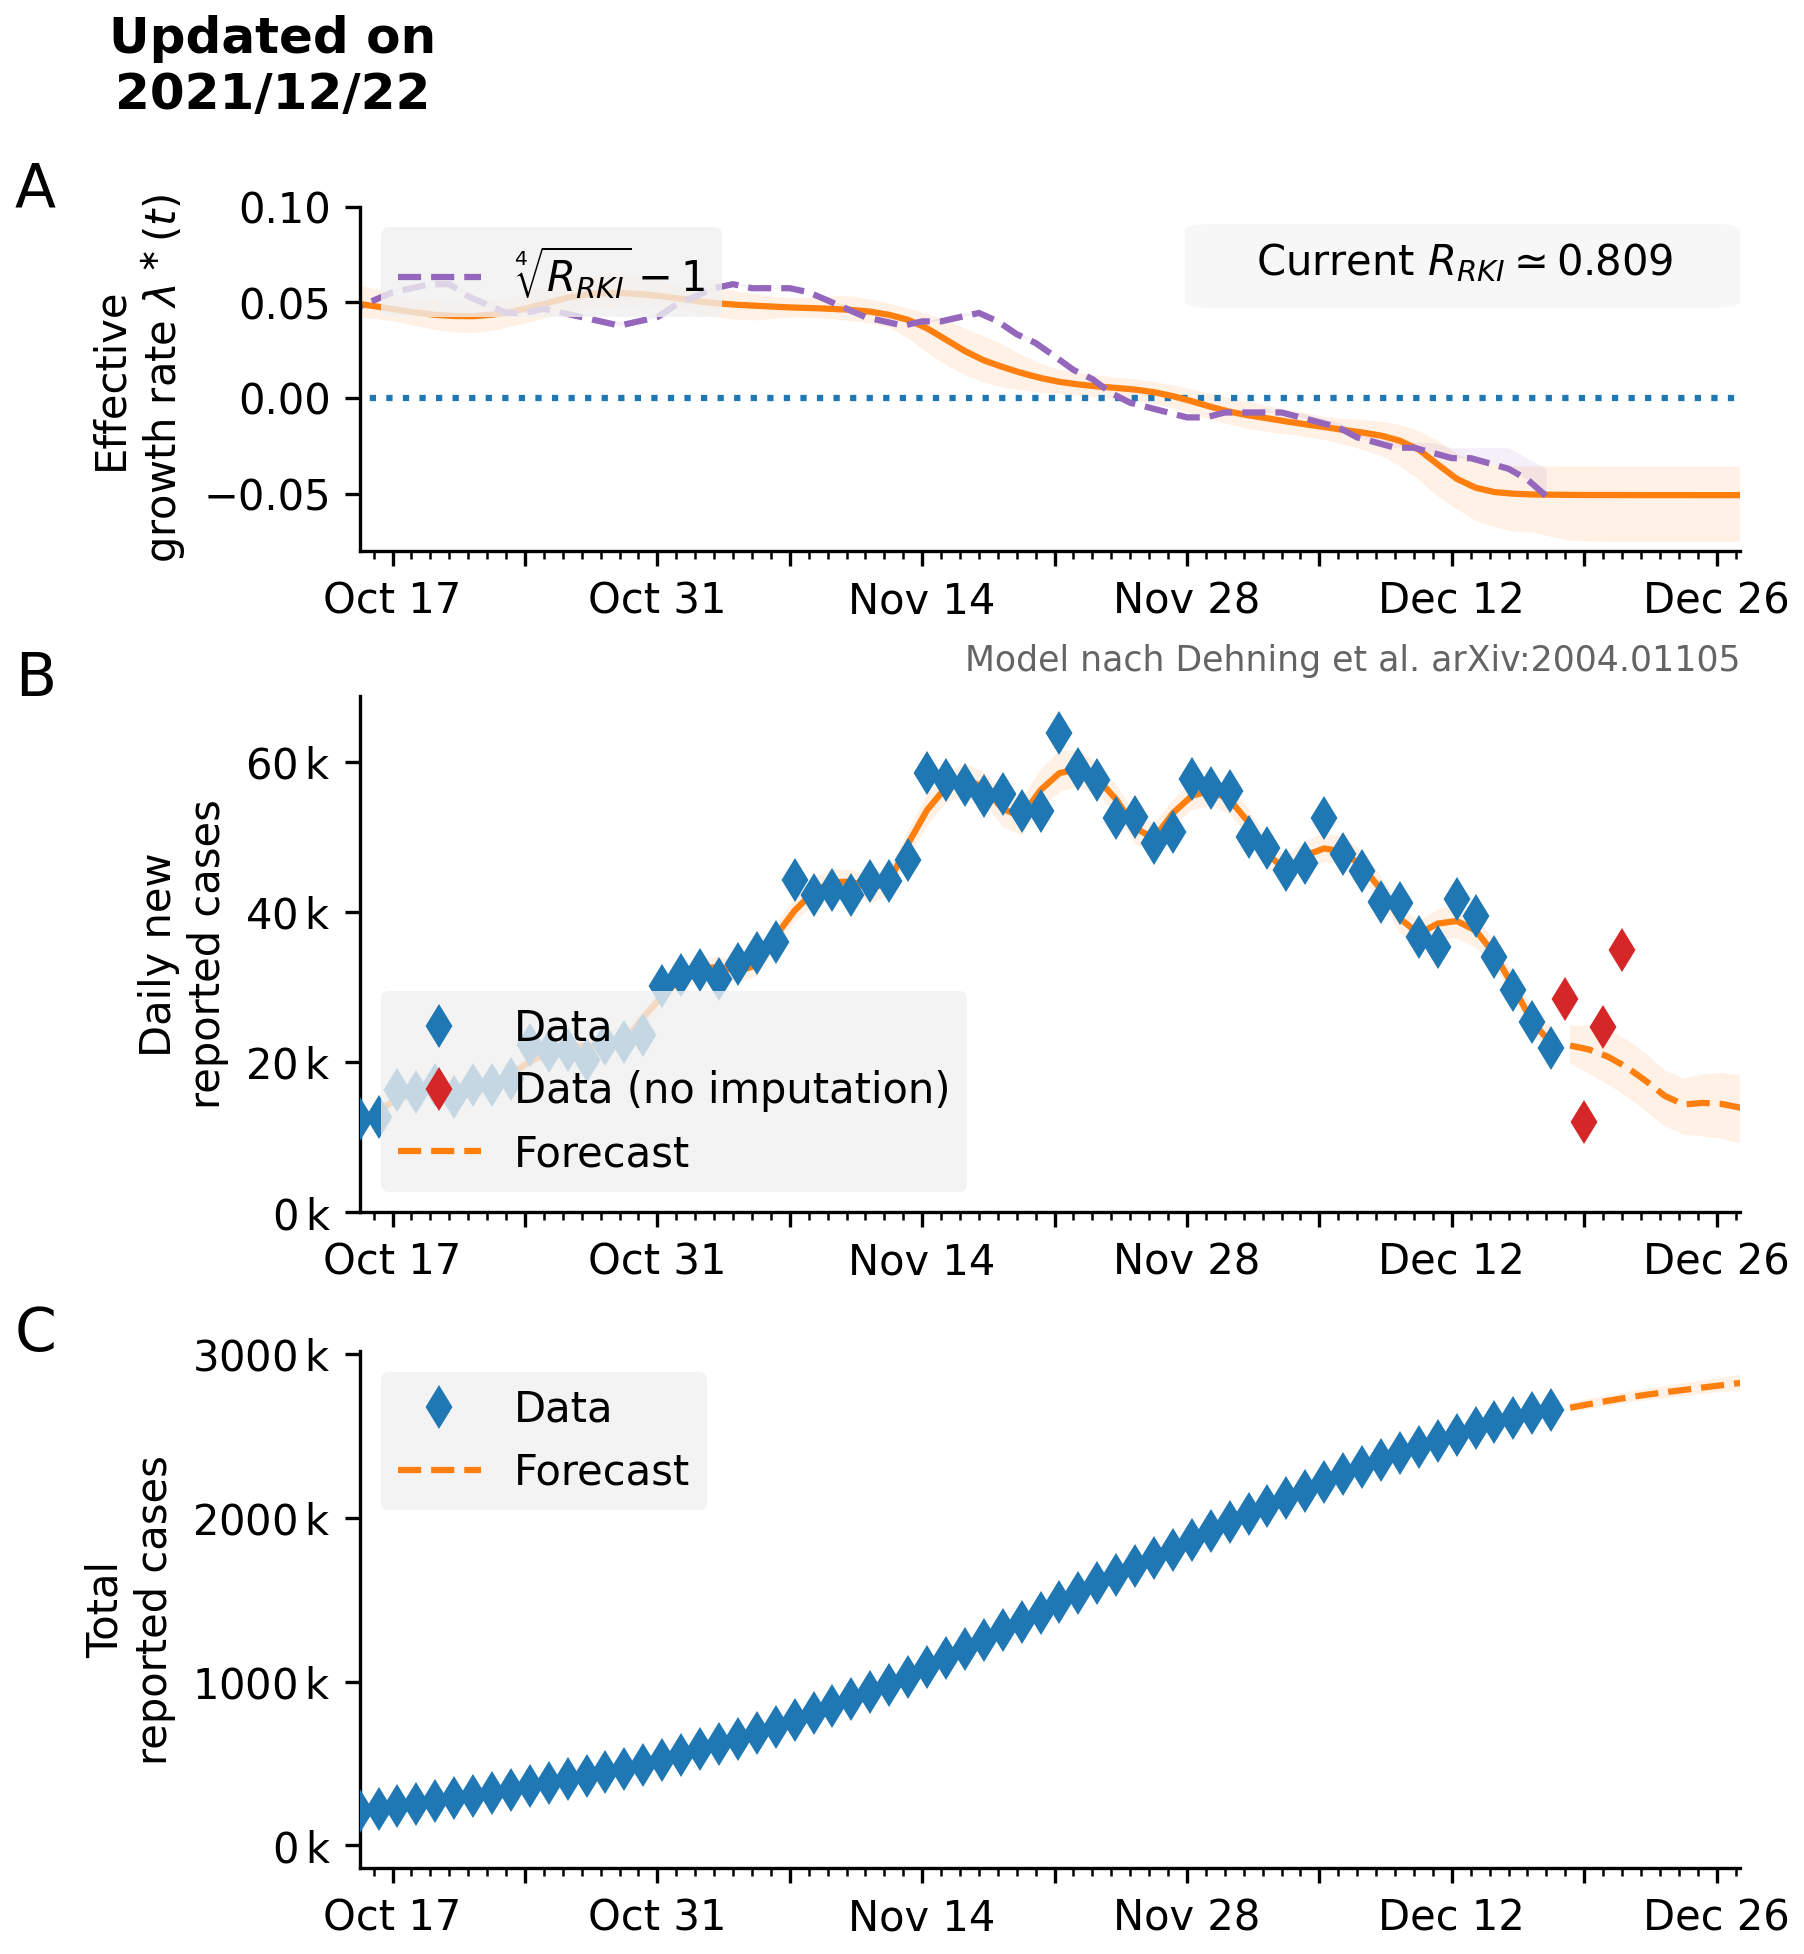 Updated on
2021/12/22
A
Effective
growth rate λ * (t)
0.10
0.05
0.00
−0.05
∜R_RKI − 1
Current R_RKI ≃ 0.809
Oct 17
Oct 31
Nov 14
Nov 28
Dec 12
Dec 26
Model nach Dehning et al. arXiv:2004.01105
B
Daily new
reported cases
60 k
40 k
20 k
0 k
Data
Data (no imputation)
Forecast
Oct 17
Oct 31
Nov 14
Nov 28
Dec 12
Dec 26
C
Total
reported cases
3000 k
2000 k
1000 k
0 k
Data
Forecast
Oct 17
Oct 31
Nov 14
Nov 28
Dec 12
Dec 26